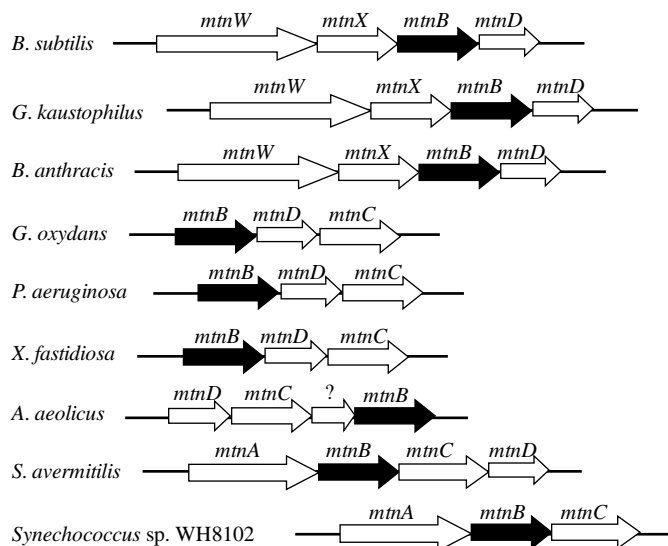 mtnW mtnX mtnB mtnD
B. subtilis
mtnW mtnX mtnB mtnD
G. kaustophilus
mtnW mtnX mtnB mtnD
B. anthracis
mtnB mtnD mtnC
G. oxydans
mtnB mtnD mtnC
P. aeruginosa
mtnB mtnD mtnC
X. fastidiosa
mtnD mtnC ? mtnB
A. aeolicus
mtnA mtnB mtnC mtnD
S. avermitilis
mtnA mtnB mtnC
Synechococcus sp. WH8102